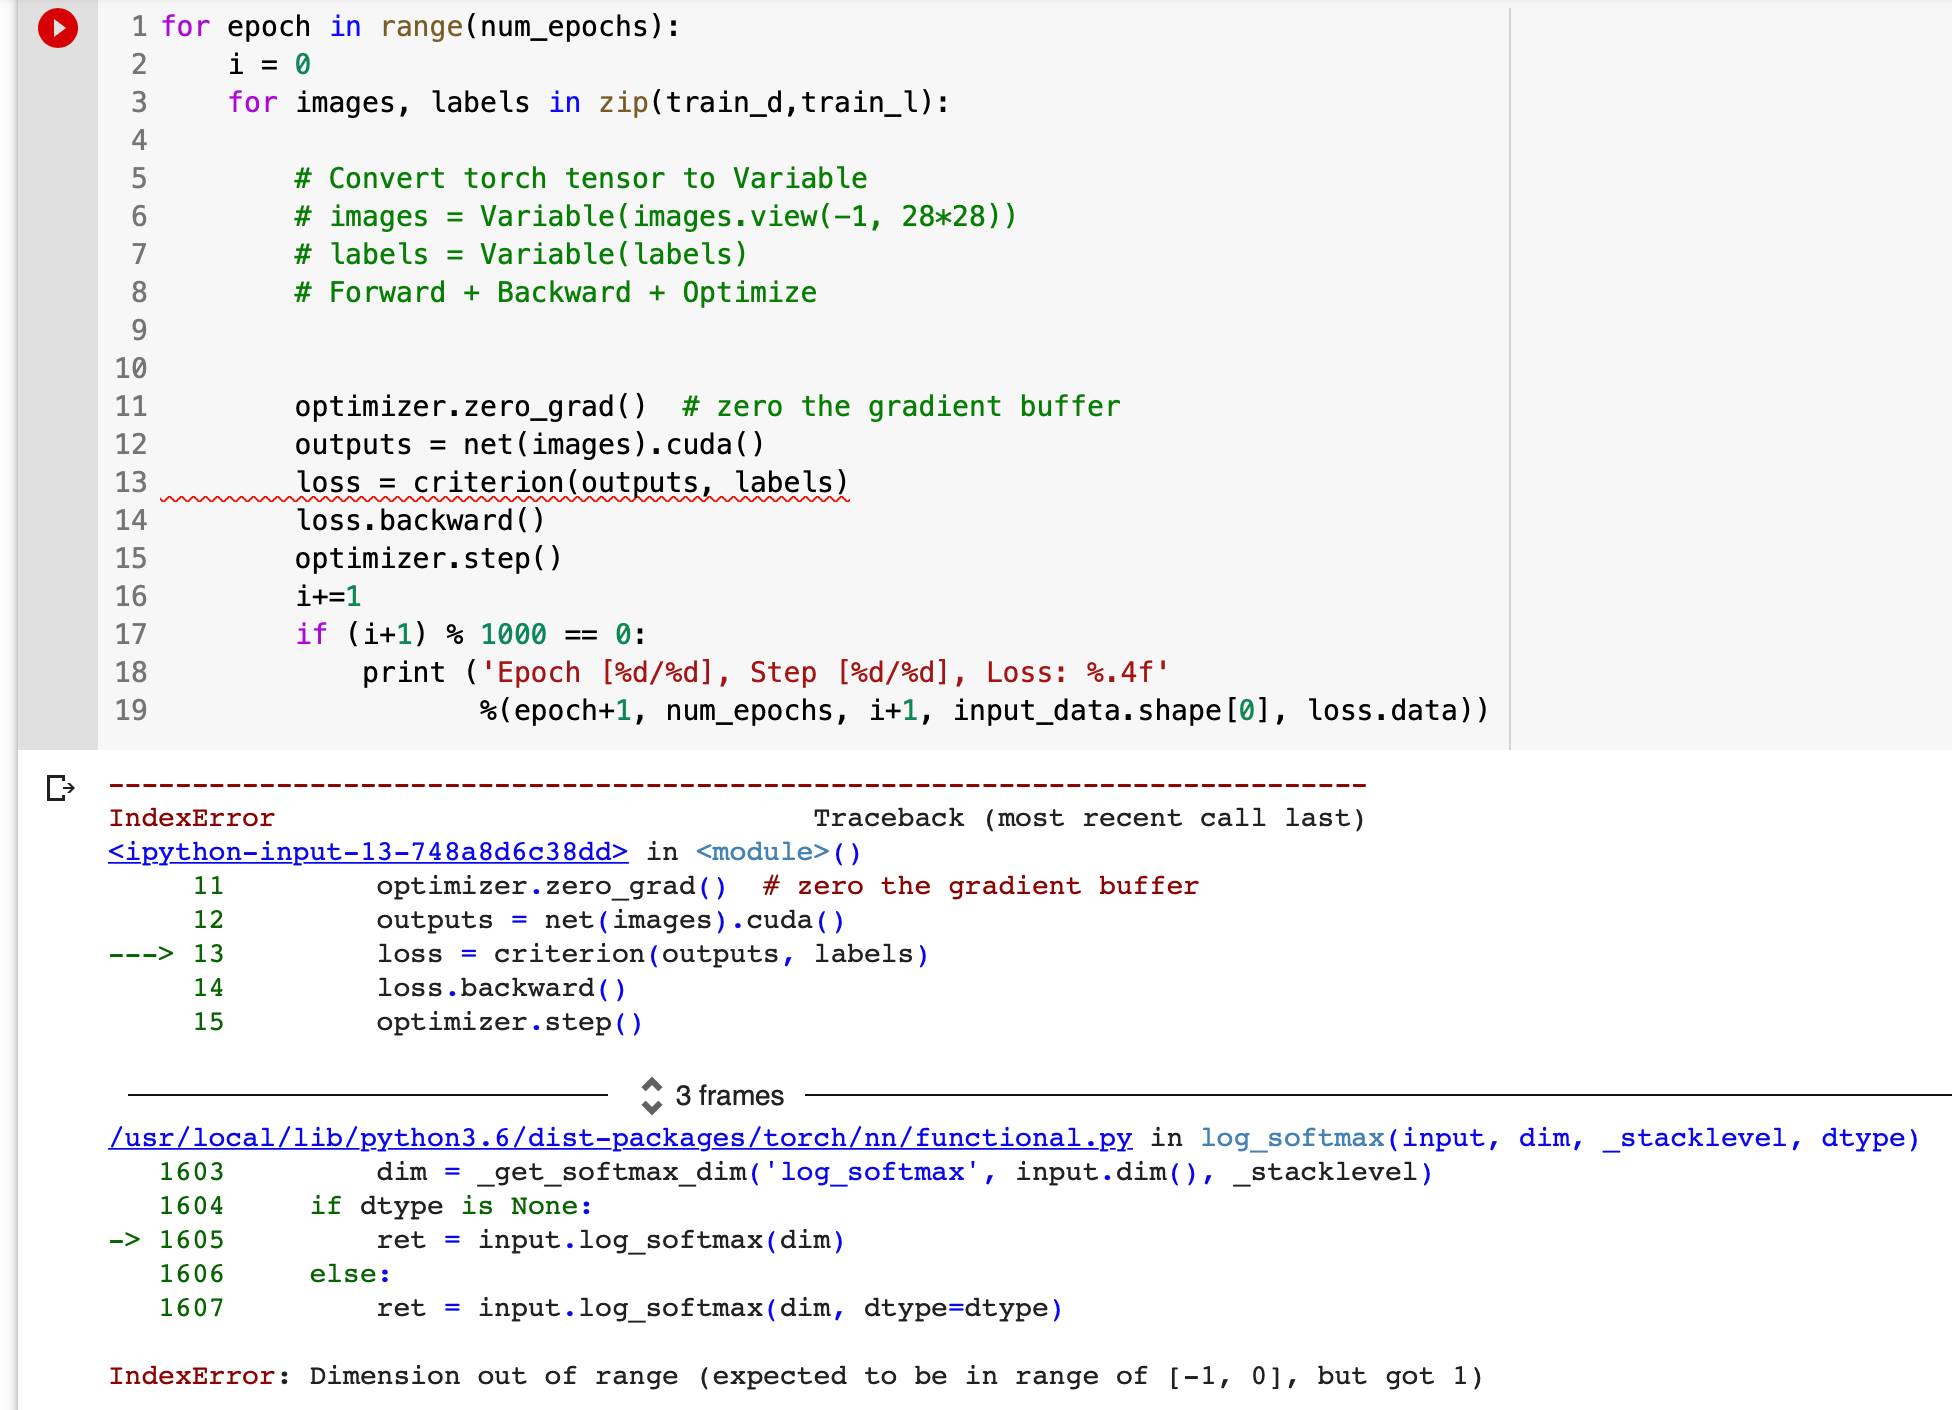 1 for epoch in range(num_epochs):
2     i = 0
3     for images, labels in zip(train_d,train_l):
4
5         # Convert torch tensor to Variable
6         # images = Variable(images.view(-1, 28*28))
7         # labels = Variable(labels)
8         # Forward + Backward + Optimize
9
10
11         optimizer.zero_grad()  # zero the gradient buffer
12         outputs = net(images).cuda()
13         loss = criterion(outputs, labels)
14         loss.backward()
15         optimizer.step()
16         i+=1
17         if (i+1) % 1000 == 0:
18             print ('Epoch [%d/%d], Step [%d/%d], Loss: %.4f'
19                    %(epoch+1, num_epochs, i+1, input_data.shape[0], loss.data))
---------------------------------------------------------------------------
IndexError                                Traceback (most recent call last)
<ipython-input-13-748a8d6c38dd> in <module>()
     11         optimizer.zero_grad()  # zero the gradient buffer
     12         outputs = net(images).cuda()
---> 13         loss = criterion(outputs, labels)
     14         loss.backward()
     15         optimizer.step()
3 frames
/usr/local/lib/python3.6/dist-packages/torch/nn/functional.py in log_softmax(input, dim, _stacklevel, dtype)
   1603         dim = _get_softmax_dim('log_softmax', input.dim(), _stacklevel)
   1604     if dtype is None:
-> 1605         ret = input.log_softmax(dim)
   1606     else:
   1607         ret = input.log_softmax(dim, dtype=dtype)
IndexError: Dimension out of range (expected to be in range of [-1, 0], but got 1)